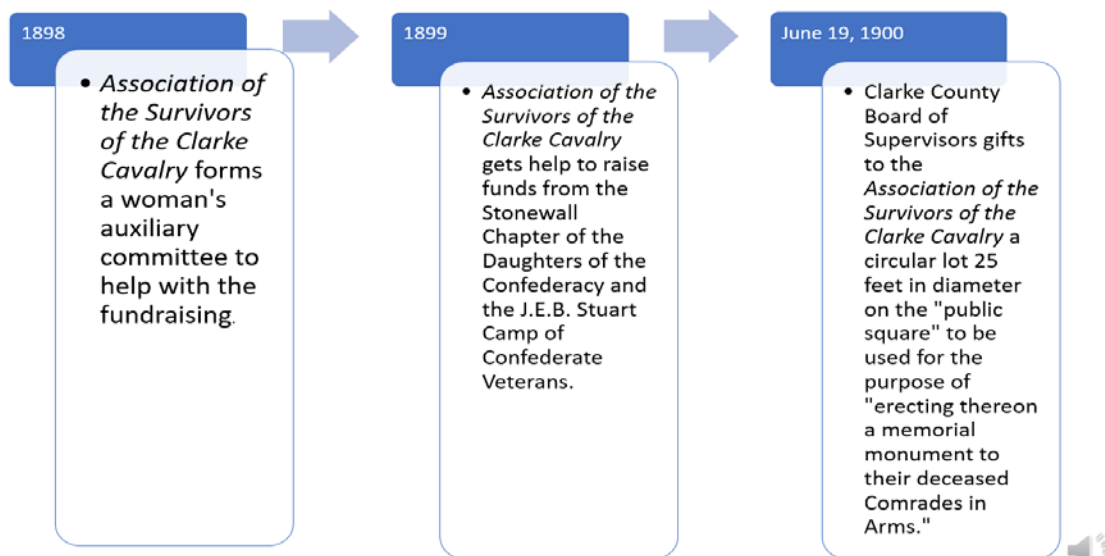 1898
• Association of
the Survivors
of the Clarke
Cavalry forms
a woman's
auxiliary
committee to
help with the
fundraising.
1899
• Association of the
Survivors of the
Clarke Cavalry
gets help to raise
funds from the
Stonewall
Chapter of the
Daughters of the
Confederacy and
the J.E.B. Stuart
Camp of
Confederate
Veterans.
June 19, 1900
• Clarke County
Board of
Supervisors gifts
to the
Association of the
Survivors of the
Clarke Cavalry a
circular lot 25
feet in diameter
on the "public
square" to be
used for the
purpose of
"erecting thereon
a memorial
monument to
their deceased
Comrades in
Arms."